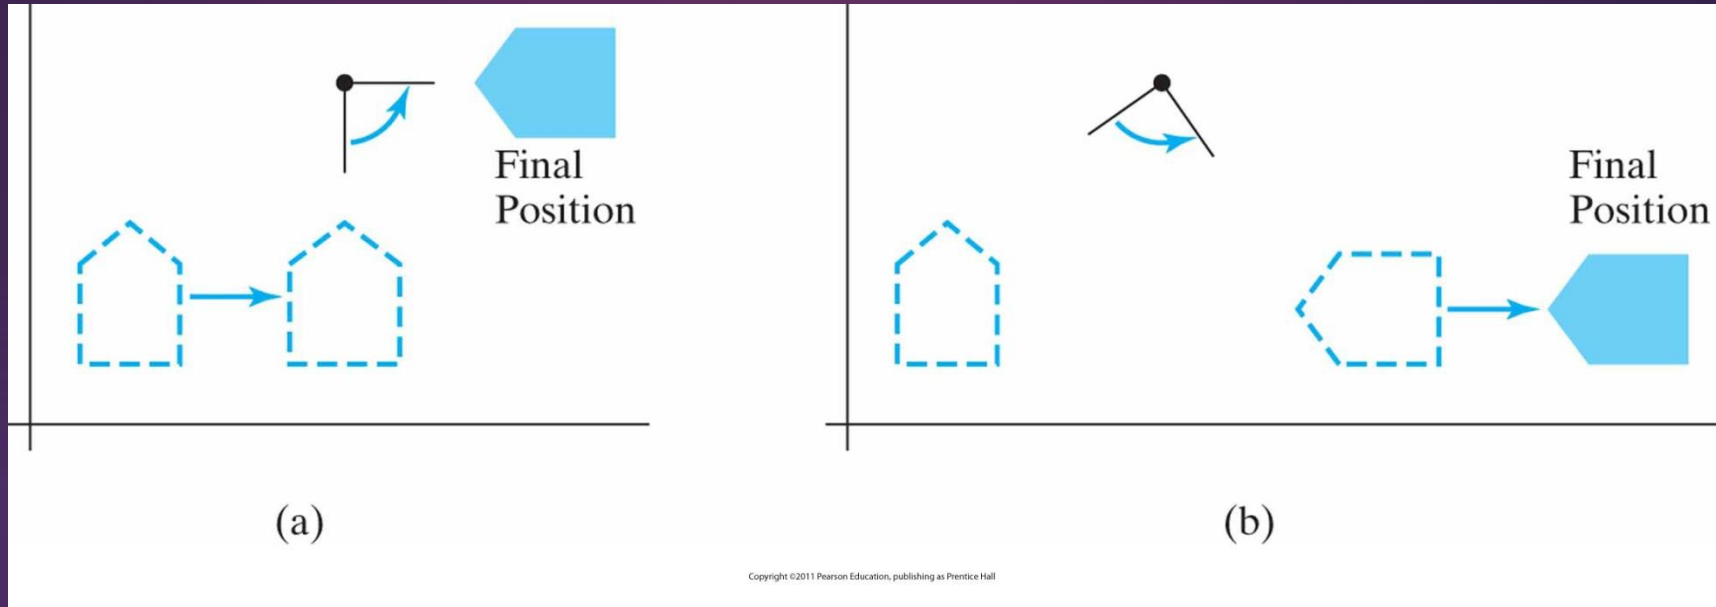 Final
Position
Final
Position
(a)
(b)
Copyright ©2011 Pearson Education, publishing as Prentice Hall